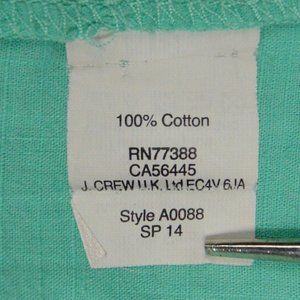 100% Cotton
RN77388
CA56445
J. CREW U.K. Ltd EC4V 6JA
Style A0088
SP 14